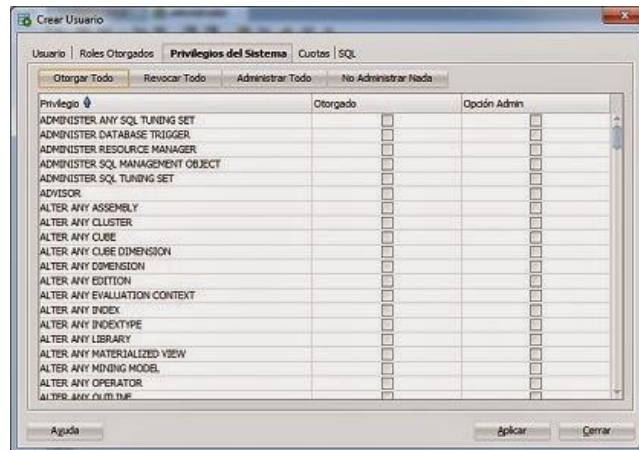 Crear Usuario
Usuario Roles Otorgados Privilegios del Sistema Cuotas SQL
Otorgar Todo Revocar Todo Administrar Todo No Administrar Nada
Privilegio Otorgado Opción Admin
ADMINISTER ANY SQL TUNING SET
ADMINISTER DATABASE TRIGGER
ADMINISTER RESOURCE MANAGER
ADMINISTER SQL MANAGEMENT OBJECT
ADMINISTER SQL TUNING SET
ADVISOR
ALTER ANY ASSEMBLY
ALTER ANY CLUSTER
ALTER ANY CUBE
ALTER ANY CUBE DIMENSION
ALTER ANY DIMENSION
ALTER ANY EDITION
ALTER ANY EVALUATION CONTEXT
ALTER ANY INDEX
ALTER ANY INDEXTYPE
ALTER ANY LIBRARY
ALTER ANY MATERIALIZED VIEW
ALTER ANY MINING MODEL
ALTER ANY OPERATOR
ALTER ANY OUTLINE
Ayuda Aplicar Cerrar